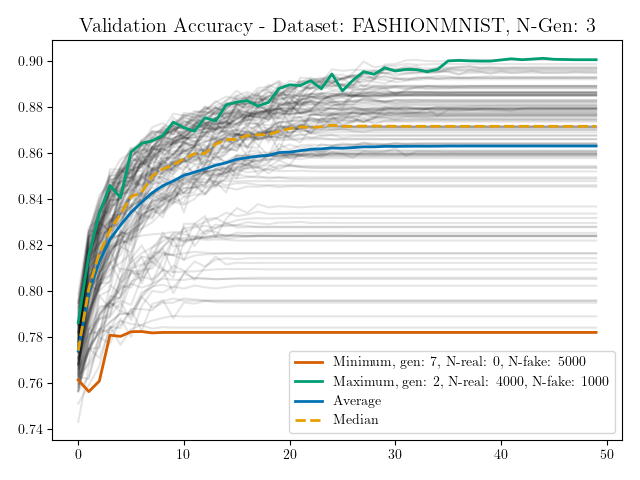 Validation Accuracy - Dataset: FASHIONMNIST, N-Gen: 3
0.90
0.88
0.86
0.84
0.82
0.80
0.78
0.76
0.74
Minimum, gen: 7, N-real: 0, N-fake: 5000
Maximum, gen: 2, N-real: 4000, N-fake: 1000
Average
Median
0 10 20 30 40 50